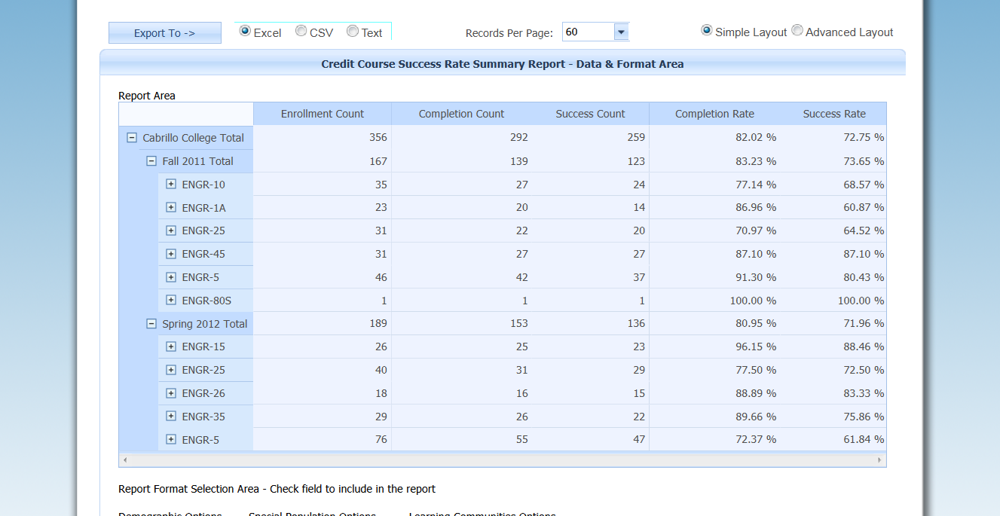 Export To -> Excel CSV Text Records Per Page: 60 Simple Layout Advanced Layout
Credit Course Success Rate Summary Report - Data & Format Area
Report Area
Enrollment Count Completion Count Success Count Completion Rate Success Rate
Cabrillo College Total 356 292 259 82.02 % 72.75 %
Fall 2011 Total 167 139 123 83.23 % 73.65 %
ENGR-10 35 27 24 77.14 % 68.57 %
ENGR-1A 23 20 14 86.96 % 60.87 %
ENGR-25 31 22 20 70.97 % 64.52 %
ENGR-45 31 27 27 87.10 % 87.10 %
ENGR-5 46 42 37 91.30 % 80.43 %
ENGR-80S 1 1 1 100.00 % 100.00 %
Spring 2012 Total 189 153 136 80.95 % 71.96 %
ENGR-15 26 25 23 96.15 % 88.46 %
ENGR-25 40 31 29 77.50 % 72.50 %
ENGR-26 18 16 15 88.89 % 83.33 %
ENGR-35 29 26 22 89.66 % 75.86 %
ENGR-5 76 55 47 72.37 % 61.84 %
Report Format Selection Area - Check field to include in the report
Demographic Options Special Population Options Learning Communities Options